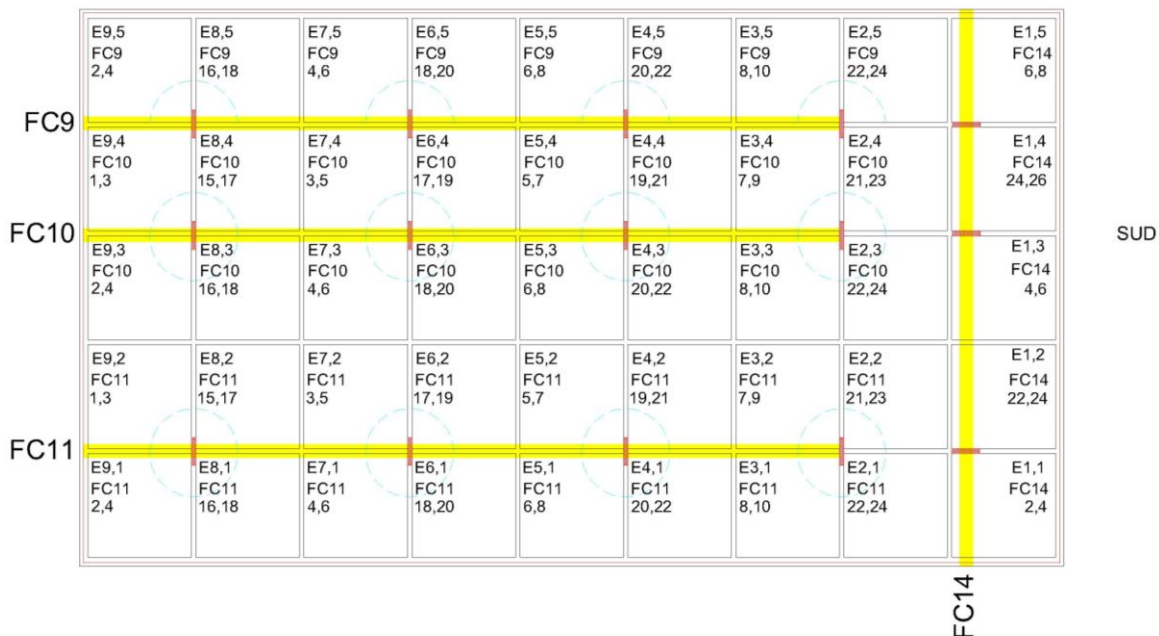 E9,5
FC9
2,4
E8,5
FC9
16,18
E7,5
FC9
4,6
E6,5
FC9
18,20
E5,5
FC9
6,8
E4,5
FC9
20,22
E3,5
FC9
8,10
E2,5
FC9
22,24
E1,5
FC14
6,8
FC9
E9,4
FC10
1,3
E8,4
FC10
15,17
E7,4
FC10
3,5
E6,4
FC10
17,19
E5,4
FC10
5,7
E4,4
FC10
19,21
E3,4
FC10
7,9
E2,4
FC10
21,23
E1,4
FC14
24,26
FC10
SUD
E9,3
FC10
2,4
E8,3
FC10
16,18
E7,3
FC10
4,6
E6,3
FC10
18,20
E5,3
FC10
6,8
E4,3
FC10
20,22
E3,3
FC10
8,10
E2,3
FC10
22,24
E1,3
FC14
4,6
E9,2
FC11
1,3
E8,2
FC11
15,17
E7,2
FC11
3,5
E6,2
FC11
17,19
E5,2
FC11
5,7
E4,2
FC11
19,21
E3,2
FC11
7,9
E2,2
FC11
21,23
E1,2
FC14
22,24
FC11
E9,1
FC11
2,4
E8,1
FC11
16,18
E7,1
FC11
4,6
E6,1
FC11
18,20
E5,1
FC11
6,8
E4,1
FC11
20,22
E3,1
FC11
8,10
E2,1
FC11
22,24
E1,1
FC14
2,4
FC14